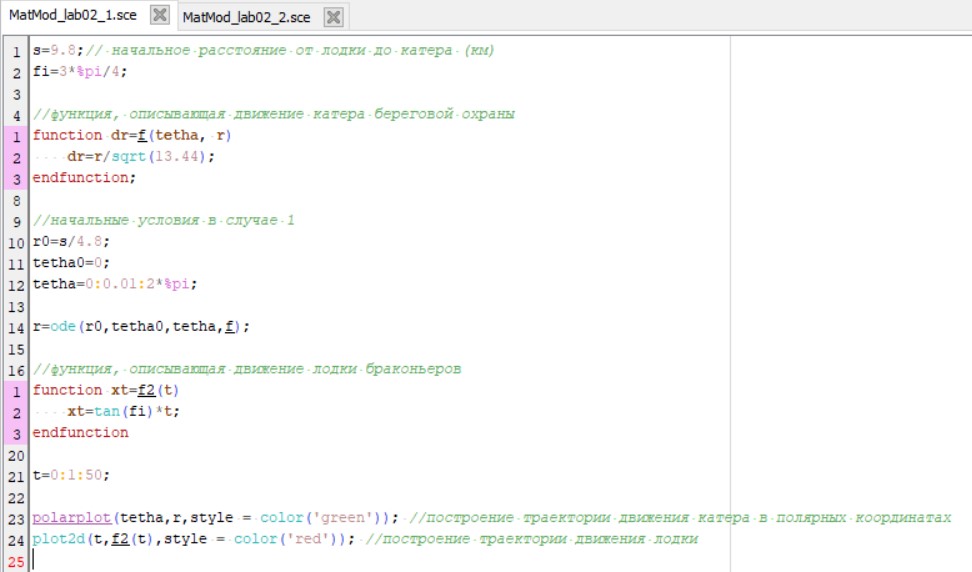 MatMod_lab02_1.sce MatMod_lab02_2.sce
1 s=9.8;// начальное расстояние от лодки до катера (км)
2 fi=3*%pi/4;
3
4 //функция, описывающая движение катера береговой охраны
1 function dr=f(tetha, r)
2 dr=r/sqrt(13.44);
3 endfunction;
8
9 //начальные условия в случае 1
10 r0=s/4.8;
11 tetha0=0;
12 tetha=0:0.01:2*%pi;
13
14 r=ode(r0,tetha0,tetha,f);
15
16 //функция, описывающая движение лодки браконьеров
1 function xt=f2(t)
2 xt=tan(fi)*t;
3 endfunction
20
21 t=0:1:50;
22
23 polarplot(tetha,r,style = color('green')); //построение траектории движения катера в полярных координатах
24 plot2d(t,f2(t),style = color('red')); //построение траектории движения лодки
25